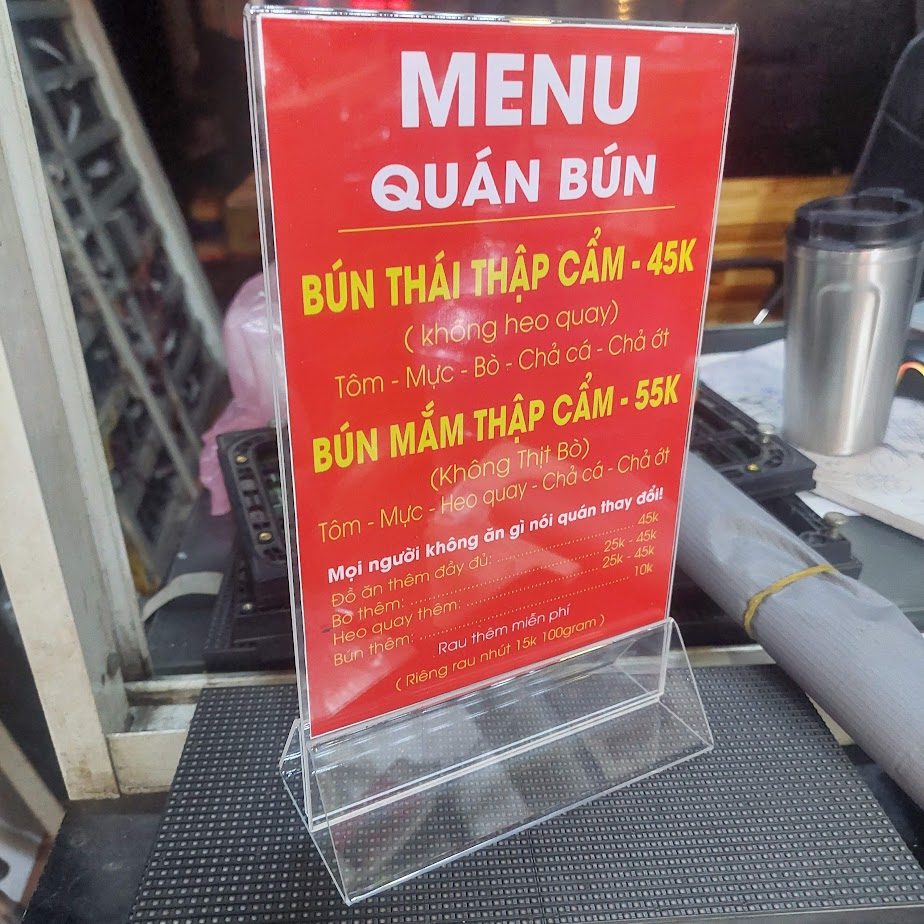 MENU
QUÁN BÚN
BÚN THÁI THẬP CẨM - 45K
( không heo quay)
Tôm - Mực - Bò - Chả cá - Chả ớt
BÚN MẮM THẬP CẨM - 55K
(Không Thịt Bò)
Tôm - Mực - Heo quay - Chả cá - Chả ớt
Mọi người không ăn gì nói quán thay đổi!
Đồ ăn thêm đầy đủ: ........................ 45k
Bò thêm: ........................ 25k - 45k
Heo quay thêm: ........................ 25k - 45k
Bún thêm: ........................ 10k
Rau thêm miễn phí
( Riêng rau nhút 15k 100gram )